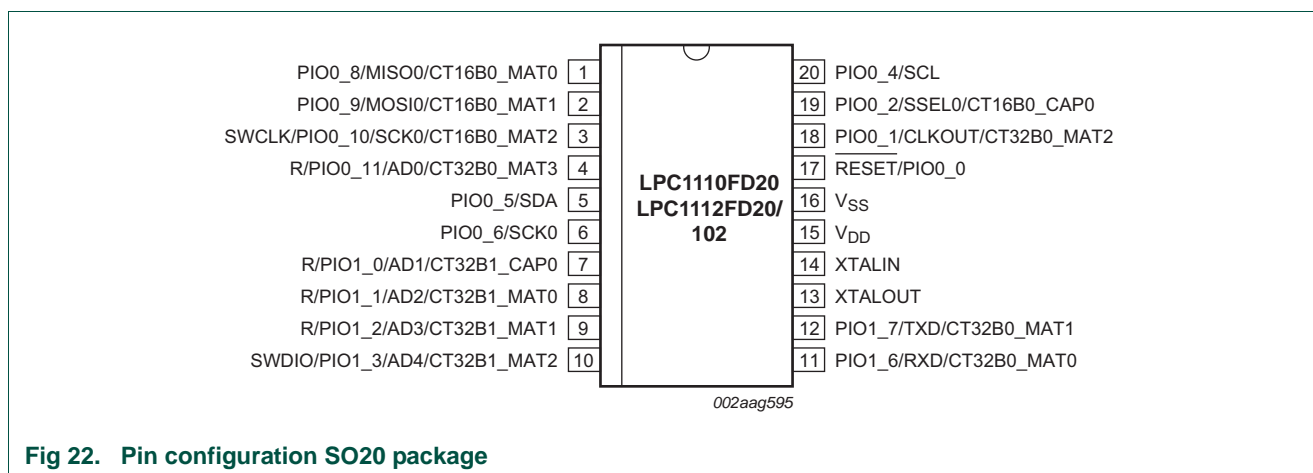 PIO0_8/MISO0/CT16B0_MAT0 1 20 PIO0_4/SCL
PIO0_9/MOSI0/CT16B0_MAT1 2 19 PIO0_2/SSEL0/CT16B0_CAP0
SWCLK/PIO0_10/SCK0/CT16B0_MAT2 3 18 PIO0_1/CLKOUT/CT32B0_MAT2
R/PIO0_11/AD0/CT32B0_MAT3 4 17 RESET/PIO0_0
PIO0_5/SDA 5 16 VSS
PIO0_6/SCK0 6 15 VDD
R/PIO1_0/AD1/CT32B1_CAP0 7 14 XTALIN
R/PIO1_1/AD2/CT32B1_MAT0 8 13 XTALOUT
R/PIO1_2/AD3/CT32B1_MAT1 9 12 PIO1_7/TXD/CT32B0_MAT1
SWDIO/PIO1_3/AD4/CT32B1_MAT2 10 11 PIO1_6/RXD/CT32B0_MAT0
LPC1110FD20
LPC1112FD20/
102
002aag595
Fig 22. Pin configuration SO20 package